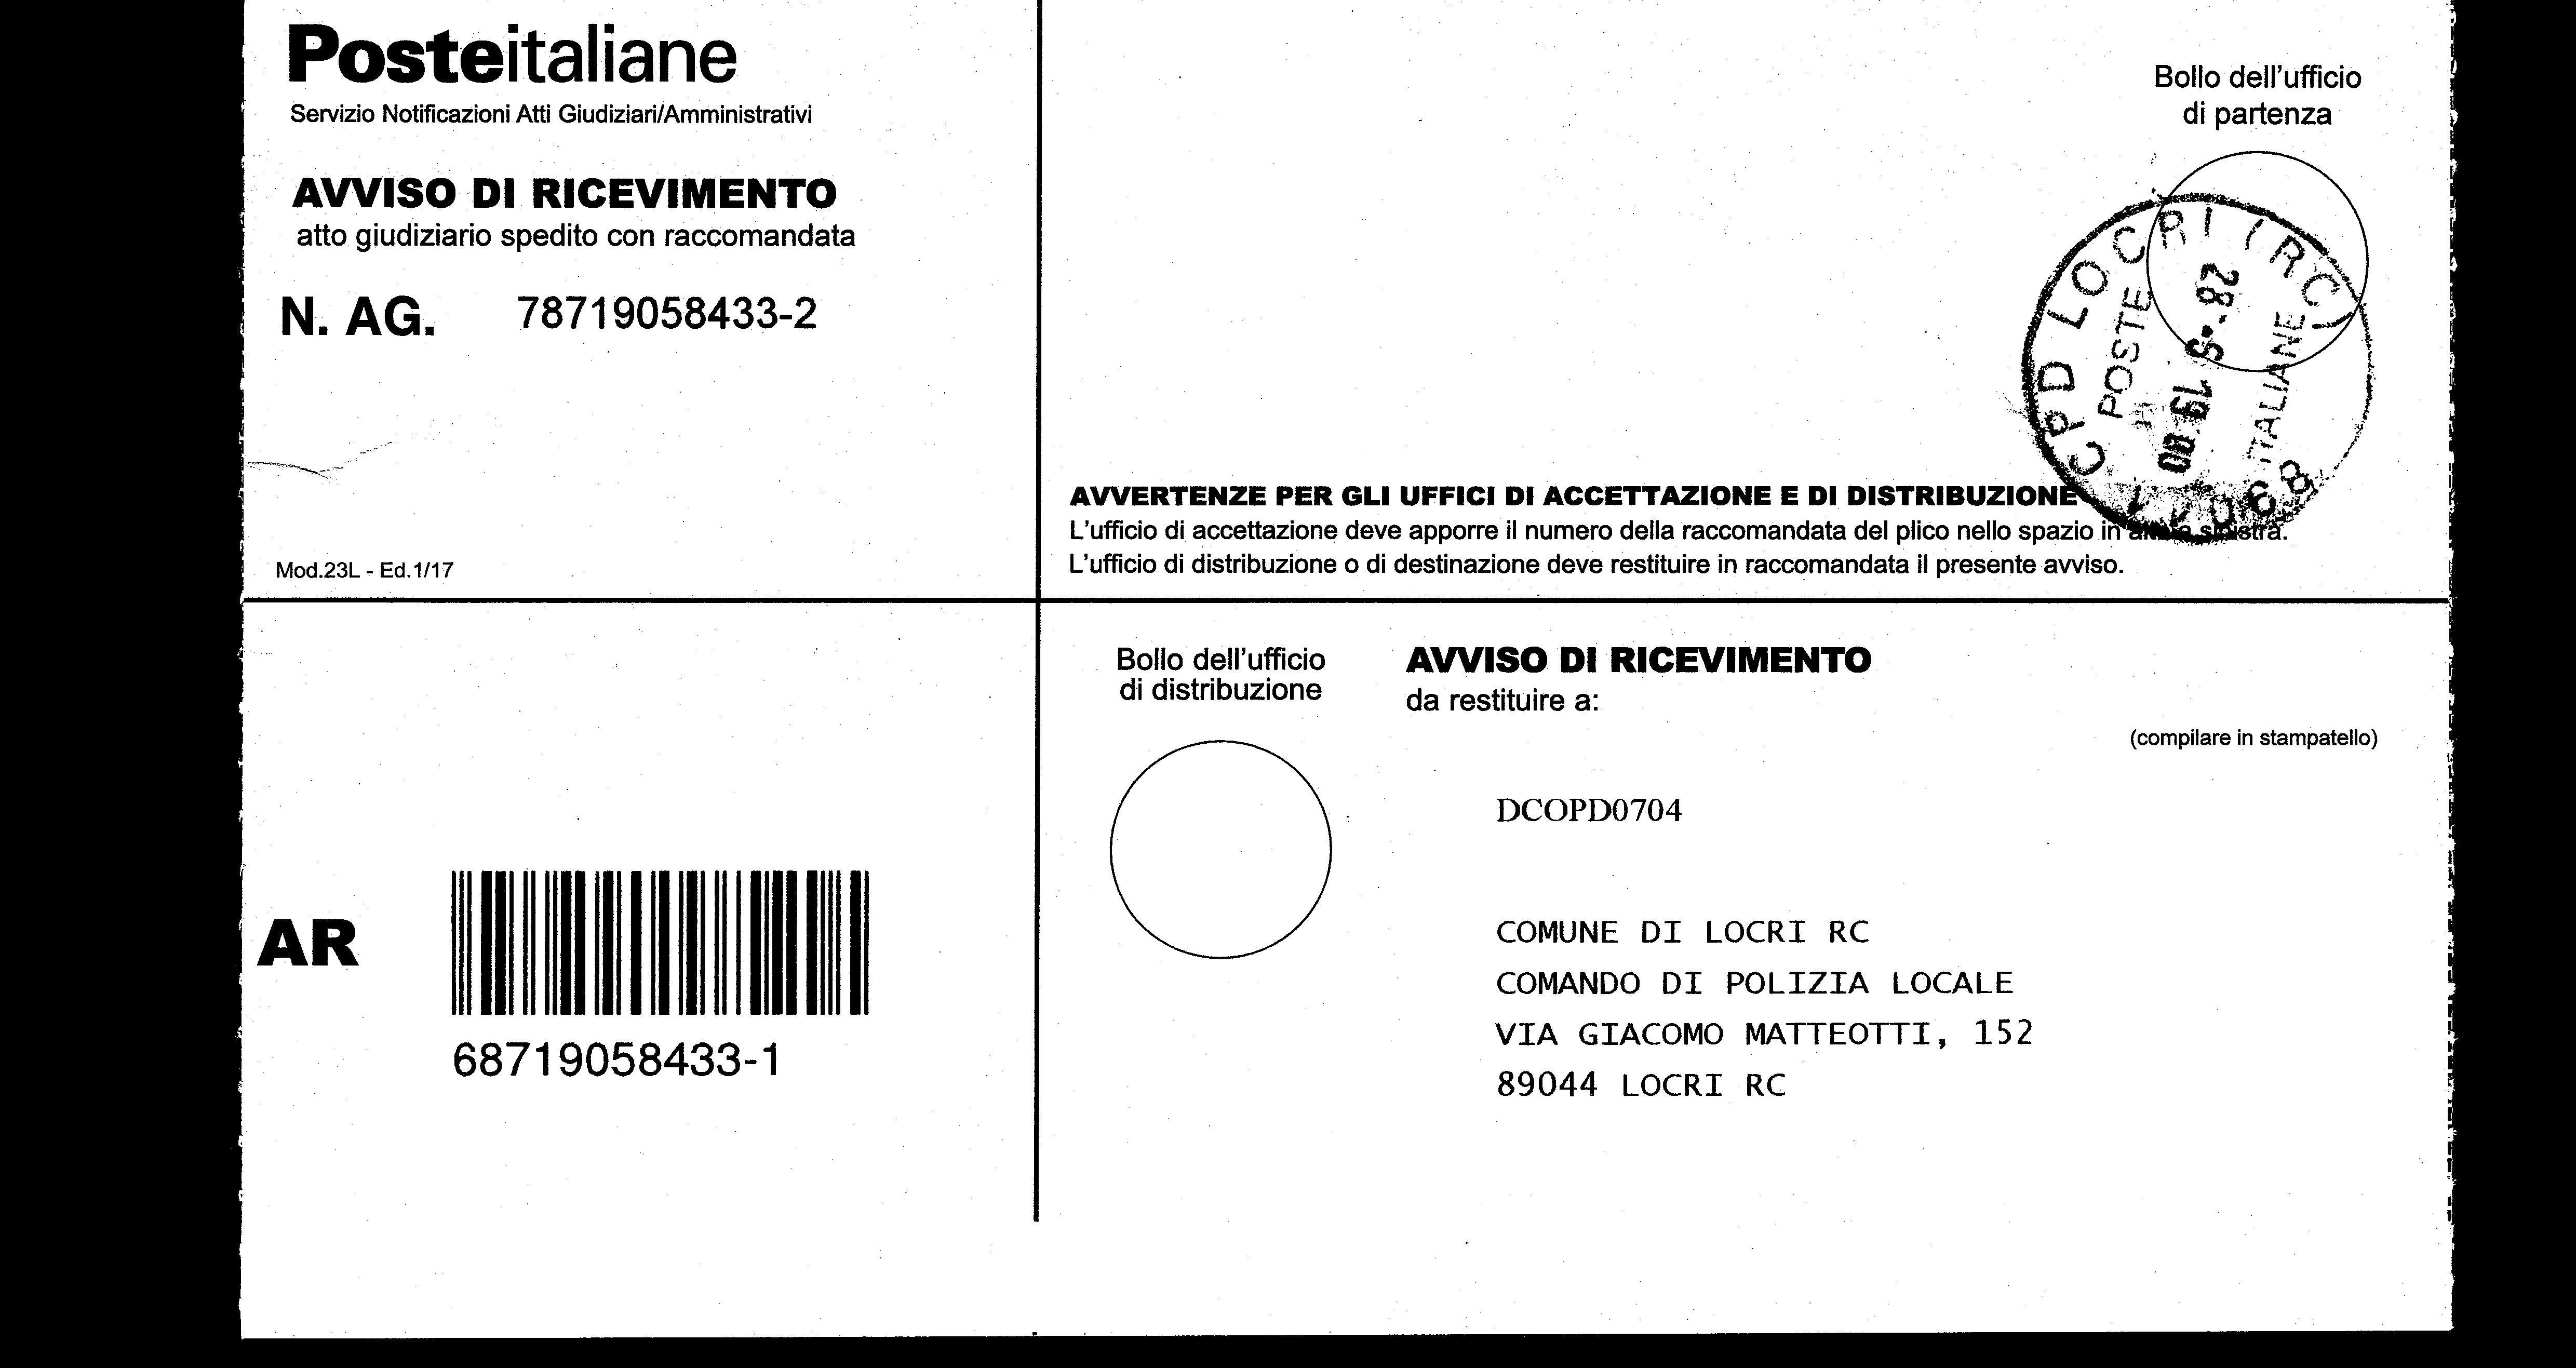 Posteitaliane
Servizio Notificazioni Atti Giudiziari/Amministrativi
AVVISO DI RICEVIMENTO
atto giudiziario spedito con raccomandata
N. AG. 78719058433-2
Mod.23L - Ed.1/17
Bollo dell'ufficio
di partenza
CPD LOCRI (RC)
POSTE
28.-9 19.00
ITALIANE
AVVERTENZE PER GLI UFFICI DI ACCETTAZIONE E DI DISTRIBUZIONE
L'ufficio di accettazione deve apporre il numero della raccomandata del plico nello spazio in alto a sinistra.
L'ufficio di distribuzione o di destinazione deve restituire in raccomandata il presente avviso.
AR
68719058433-1
Bollo dell'ufficio
di distribuzione
AVVISO DI RICEVIMENTO
da restituire a:
(compilare in stampatello)
DCOPD0704
COMUNE DI LOCRI RC
COMANDO DI POLIZIA LOCALE
VIA GIACOMO MATTEOTTI, 152
89044 LOCRI RC